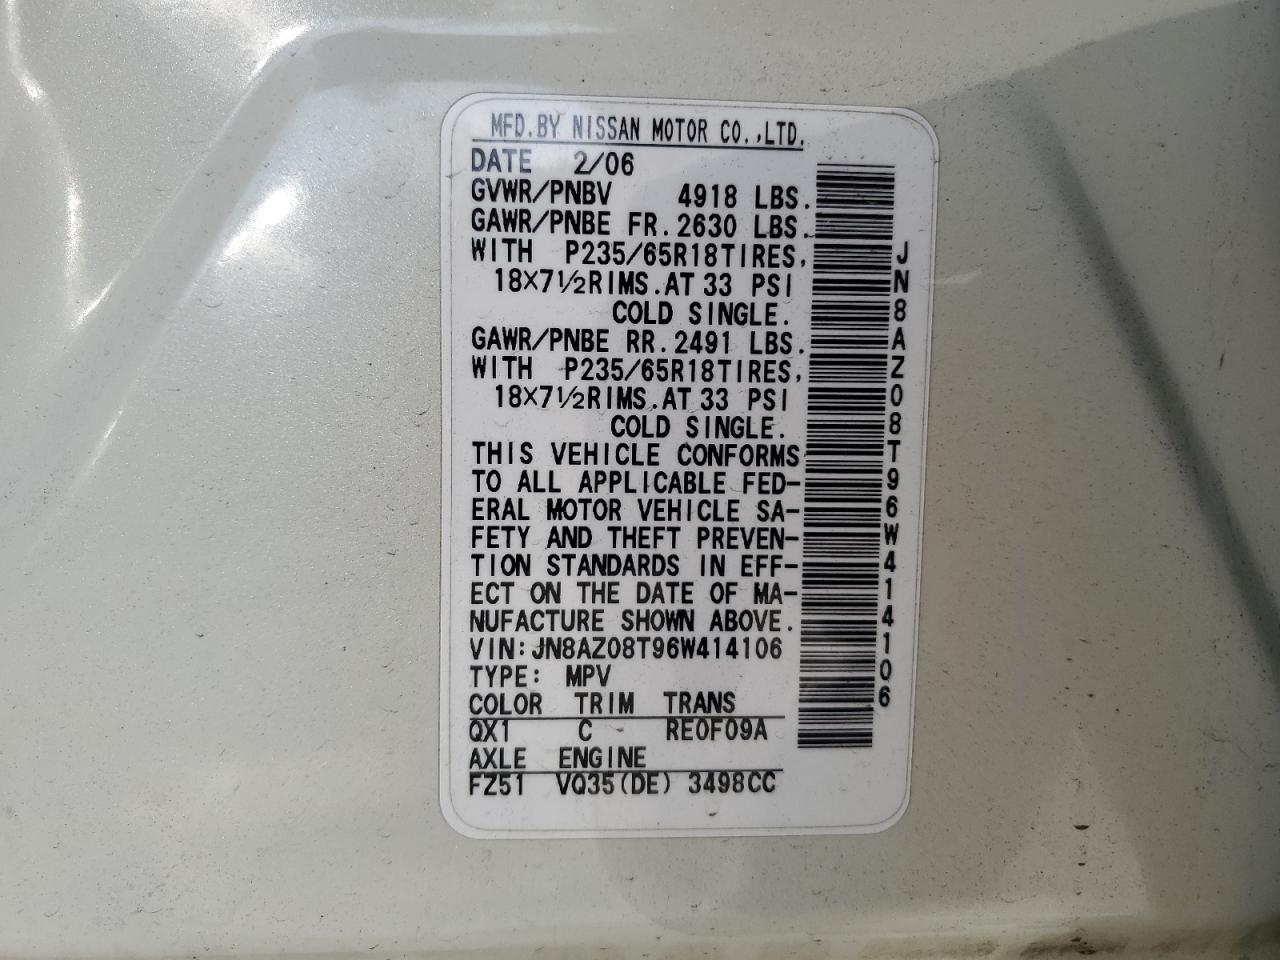 MFD.BY NISSAN MOTOR CO.,LTD.
DATE 2/06
GVWR/PNBV 4918 LBS.
GAWR/PNBE FR.2630 LBS.
WITH P235/65R18TIRES,
18X7½RIMS.AT 33 PSI
COLD SINGLE.
GAWR/PNBE RR.2491 LBS.
WITH P235/65R18TIRES,
18X7½RIMS.AT 33 PSI
COLD SINGLE.
THIS VEHICLE CONFORMS
TO ALL APPLICABLE FED-
ERAL MOTOR VEHICLE SA-
FETY AND THEFT PREVEN-
TION STANDARDS IN EFF-
ECT ON THE DATE OF MA-
NUFACTURE SHOWN ABOVE.
VIN:JN8AZ08T96W414106
TYPE: MPV
COLOR TRIM TRANS
QX1 C RE0F09A
AXLE ENGINE
FZ51 VQ35(DE) 3498CC
JN8AZ08T96W414106